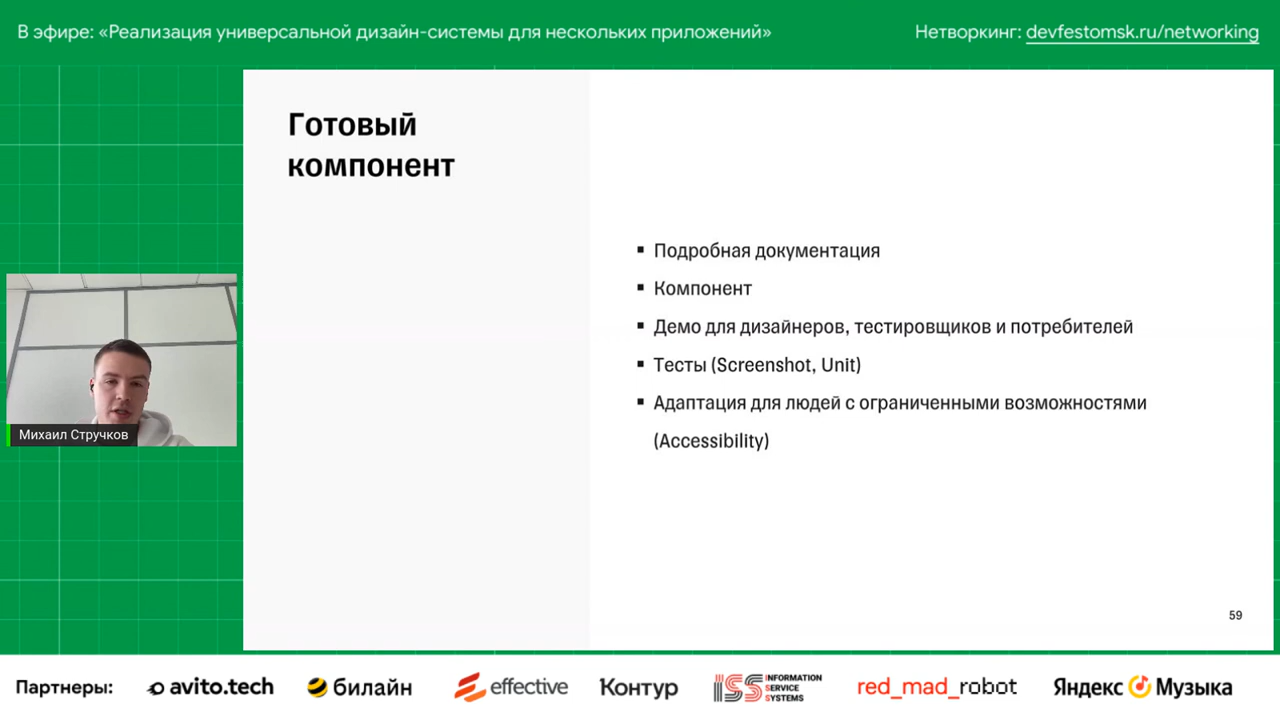 В эфире: «Реализация универсальной дизайн-системы для нескольких приложений»
Нетворкинг: devfestomsk.ru/networking
Готовый
компонент
▪ Подробная документация
▪ Компонент
▪ Демо для дизайнеров, тестировщиков и потребителей
▪ Тесты (Screenshot, Unit)
▪ Адаптация для людей с ограниченными возможностями
(Accessibility)
Михаил Стручков
59
Партнеры: avito.tech билайн effective Контур ISS INFORMATION SERVICE SYSTEMS red_mad_robot Яндекс Музыка